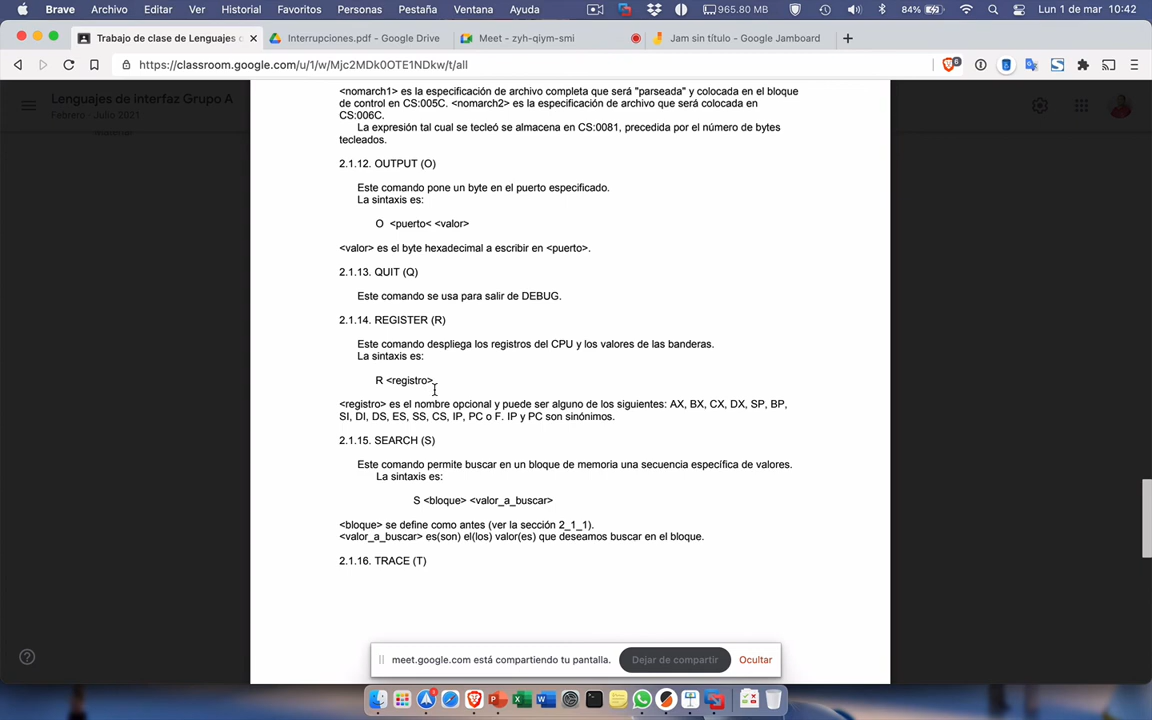 Brave Archivo Editar Ver Historial Favoritos Personas Pestaña Ventana Ayuda 965.80 MB 84% Lun 1 de mar 10:42
Trabajo de clase de Lenguajes Interrupciones.pdf - Google Drive Meet - zyh-qiym-smi Jam sin título - Google Jamboard
https://classroom.google.com/u/1/w/Mjc2MDk0OTE1NDkw/t/all 6
Lenguajes de interfaz Grupo A
Febrero - Julio 2021
<nomarch1> es la especificación de archivo completa que será "parseada" y colocada en el bloque
de control en CS:005C. <nomarch2> es la especificación de archivo que será colocada en
CS:006C.
La expresión tal cual se tecleó se almacena en CS:0081, precedida por el número de bytes
tecleados.
2.1.12. OUTPUT (O)
Este comando pone un byte en el puerto especificado.
La sintaxis es:
O <puerto< <valor>
<valor> es el byte hexadecimal a escribir en <puerto>.
2.1.13. QUIT (Q)
Este comando se usa para salir de DEBUG.
2.1.14. REGISTER (R)
Este comando despliega los registros del CPU y los valores de las banderas.
La sintaxis es:
R <registro>
<registro> es el nombre opcional y puede ser alguno de los siguientes: AX, BX, CX, DX, SP, BP,
SI, DI, DS, ES, SS, CS, IP, PC o F. IP y PC son sinónimos.
2.1.15. SEARCH (S)
Este comando permite buscar en un bloque de memoria una secuencia específica de valores.
La sintaxis es:
S <bloque> <valor_a_buscar>
<bloque> se define como antes (ver la sección 2_1_1).
<valor_a_buscar> es(son) el(los) valor(es) que deseamos buscar en el bloque.
2.1.16. TRACE (T)
meet.google.com está compartiendo tu pantalla. Dejar de compartir Ocultar